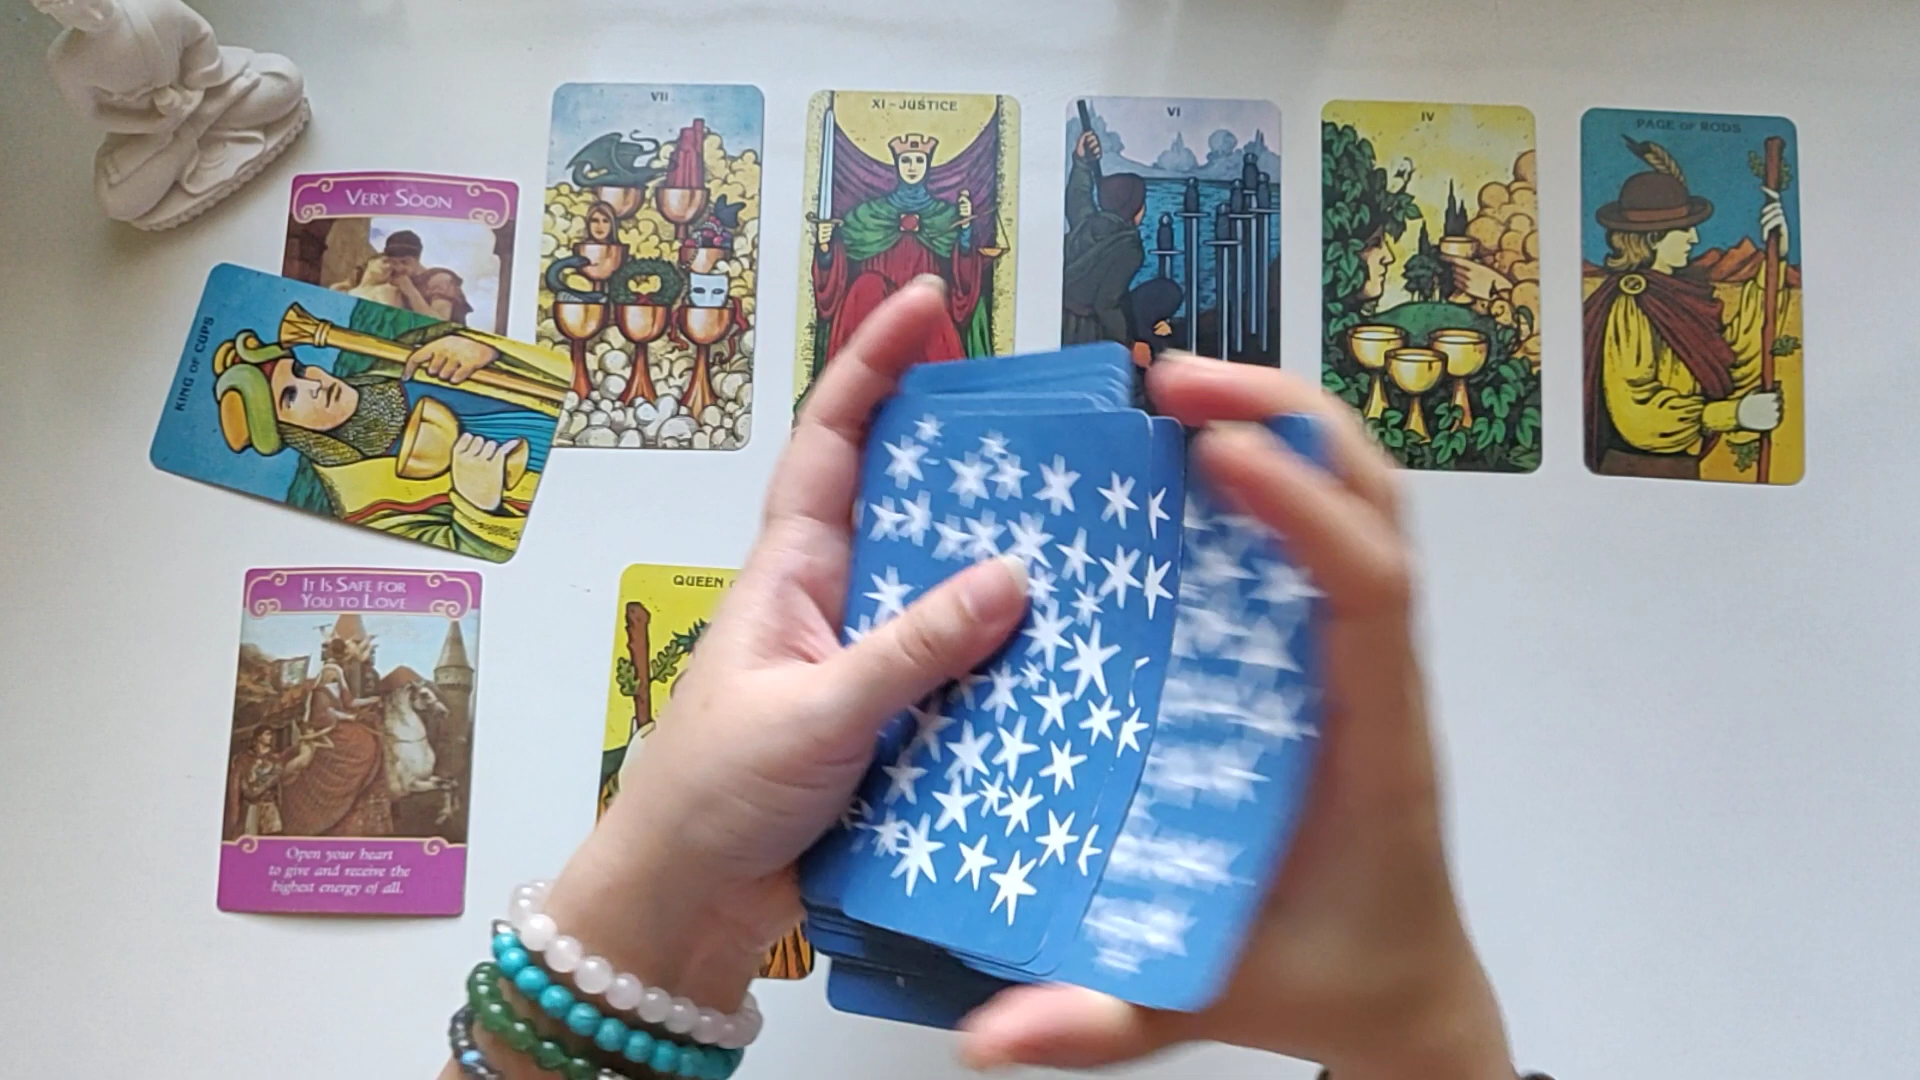 VII
XI-JUSTICE
VI
IV
PAGE OF RODS
VERY SOON
KING OF CUPS
IT IS SAFE FOR
YOU TO LOVE
Open your heart
to give and receive the
highest energy of all.
QUEEN